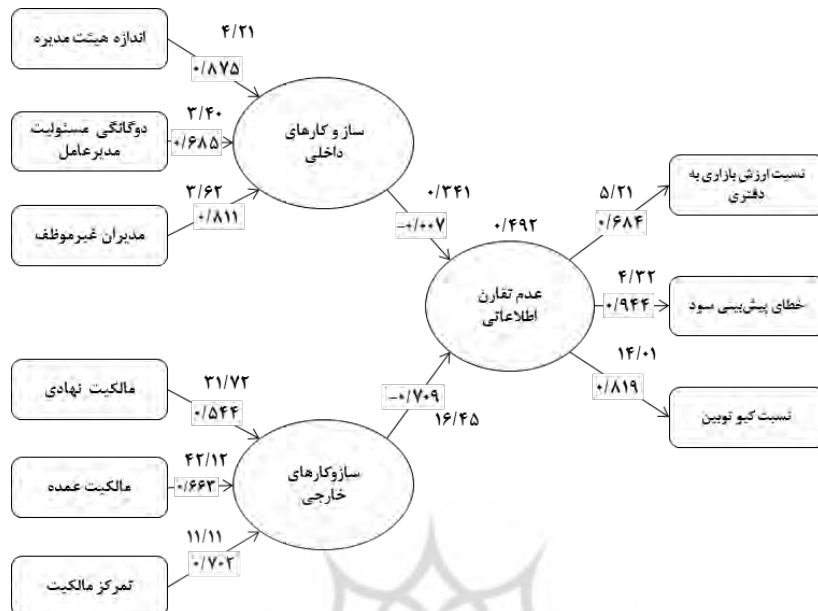 اندازه هیئت مدیره
۴/۲۱
۰/۸۷۵
دوگانگی مسئولیت
مدیرعامل
۳/۴۰
۰/۶۸۵
مدیران غیرموظف
۳/۶۲
۰/۸۱۱
ساز و کارهای
داخلی
۰/۳۴۱
-۰/۰۰۷
مالکیت نهادی
۳۱/۷۲
۰/۵۴۴
مالکیت عمده
۴۲/۱۲
۰/۶۶۳
تمرکز مالکیت
۱۱/۱۱
۰/۷۰۲
سازوکارهای
خارجی
-۰/۷۰۹
۱۶/۴۵
۰/۴۹۲
عدم تقارن
اطلاعاتی
۵/۲۱
۰/۶۸۴
نسبت ارزش بازاری به
دفتری
۴/۳۲
۰/۹۴۴
خطای پیش‌بینی سود
۱۴/۰۱
۰/۸۱۹
نسبت کیو توبین